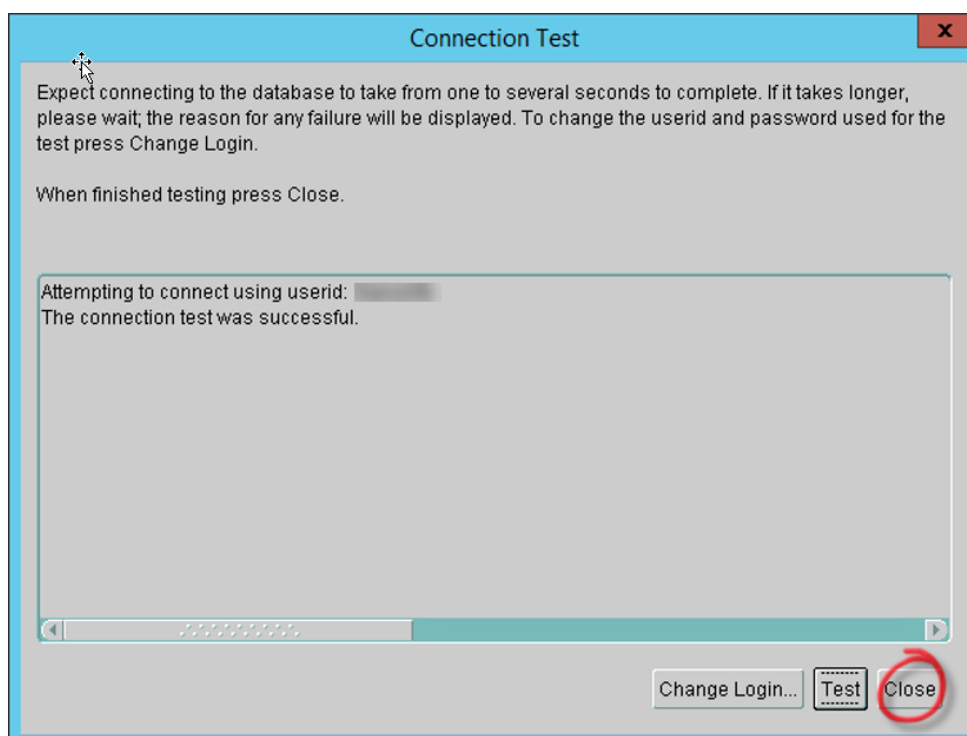 Connection Test
x
Expect connecting to the database to take from one to several seconds to complete. If it takes longer,
please wait; the reason for any failure will be displayed. To change the userid and password used for the
test press Change Login.
When finished testing press Close.
Attempting to connect using userid:
The connection test was successful.
Change Login... Test Close